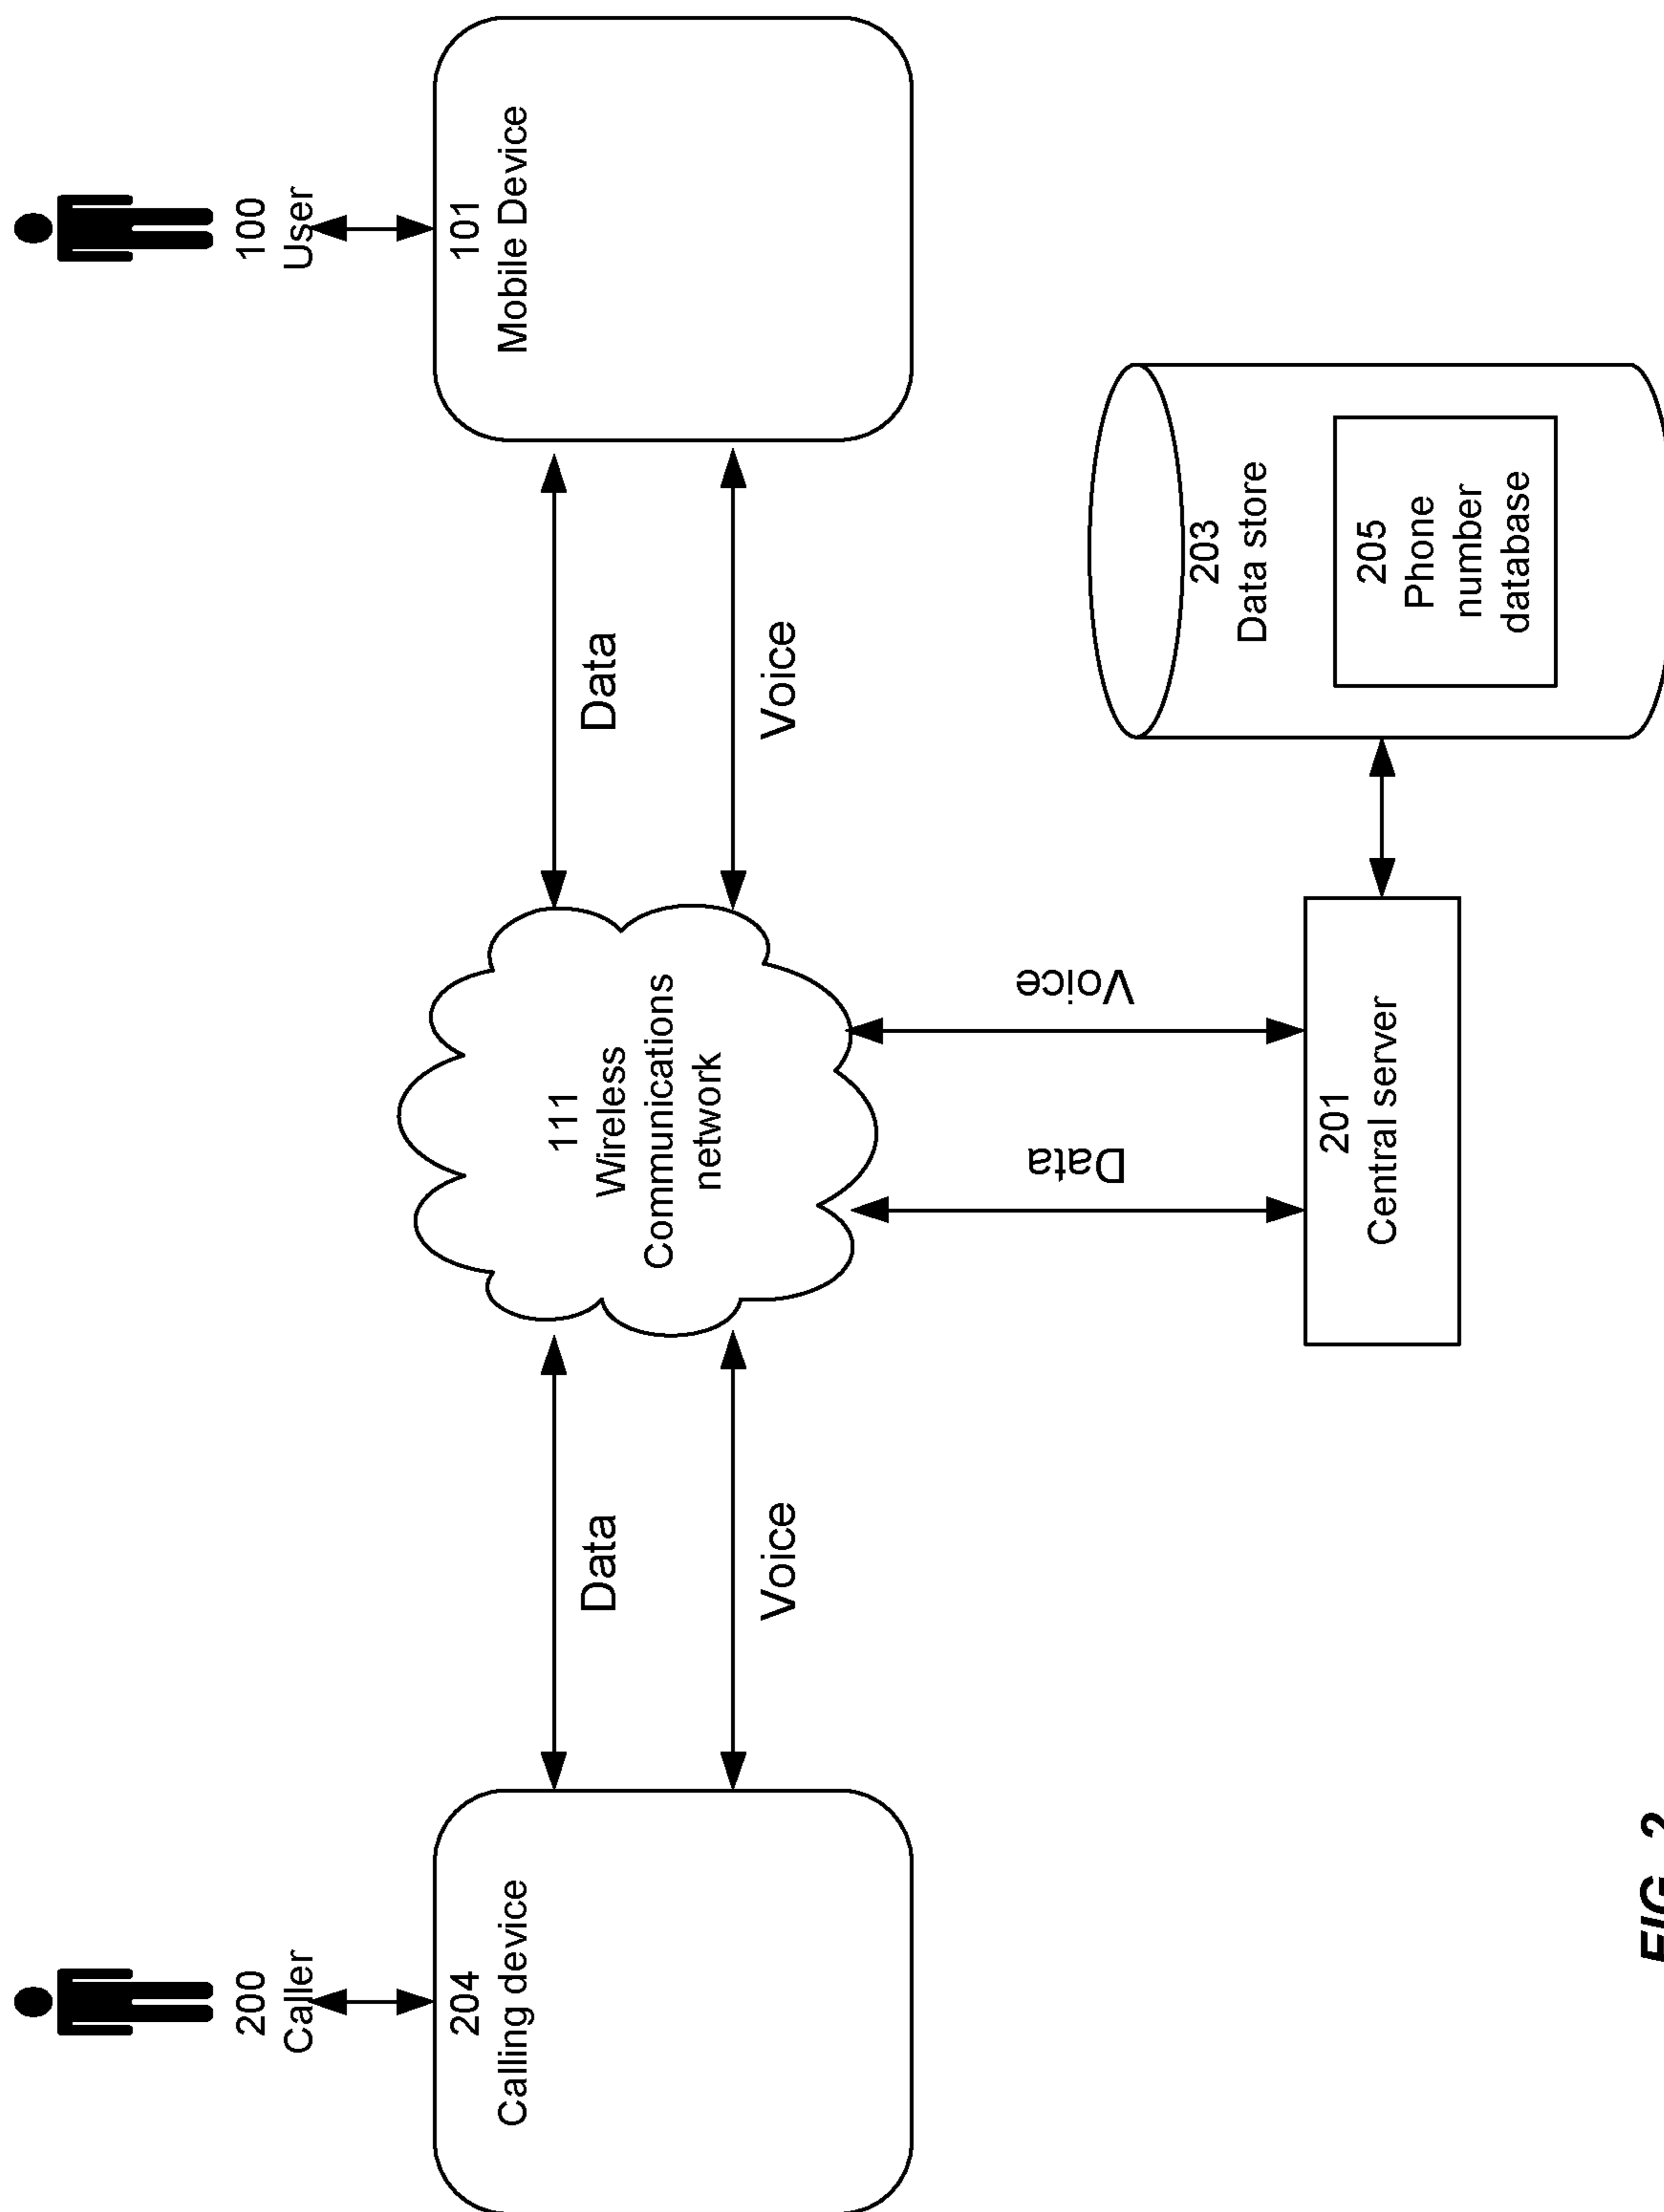 200
Caller
204
Calling device
Data
Voice
111
Wireless
Communications
network
Data
Voice
100
User
101
Mobile Device
Data
Voice
201
Central server
203
Data store
205
Phone
number
database
FIG. 2